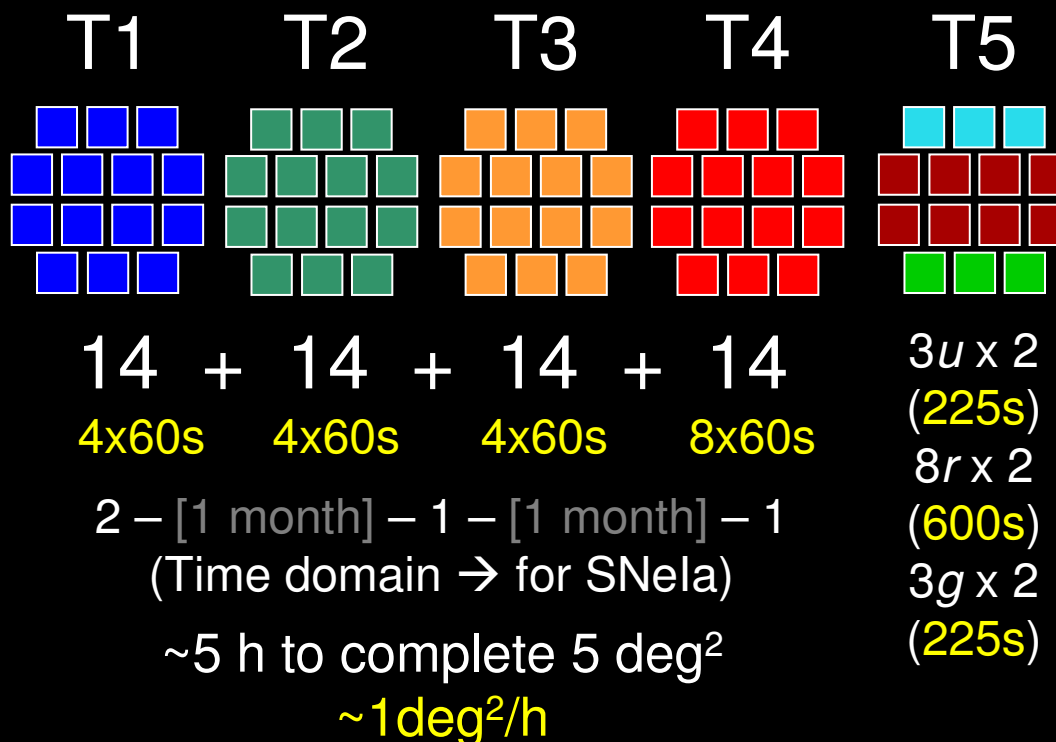 T1 T2 T3 T4 T5
14 + 14 + 14 + 14
4x60s 4x60s 4x60s 8x60s
2 – [1 month] – 1 – [1 month] – 1
(Time domain → for SNeIa)
~5 h to complete 5 deg²
~1deg²/h
3u x 2
(225s)
8r x 2
(600s)
3g x 2
(225s)